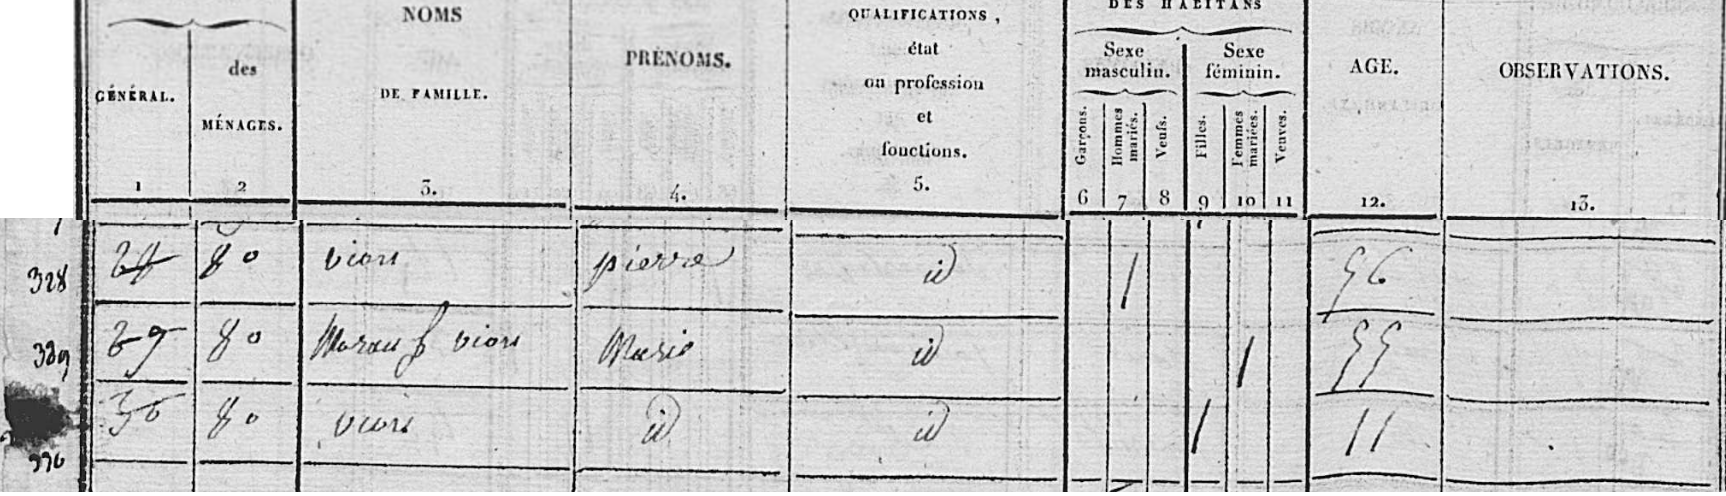 DES HABITANS
NOMS DE FAMILLE. PRÉNOMS. QUALIFICATIONS, état ou profession et fonctions. Sexe masculin. Sexe féminin. AGE. OBSERVATIONS.
GÉNÉRAL. des MÉNAGES. Garçons. Hommes mariés. Veufs. Filles. Femmes mariées. Veuves.
1 2 3. 4. 5. 6 7 8 9 10 11 12. 13.
328 28 80 vion pierre id 1 56
329 29 80 Moreau f vion Marie id 1 55
330 30 80 vion id id 1 11